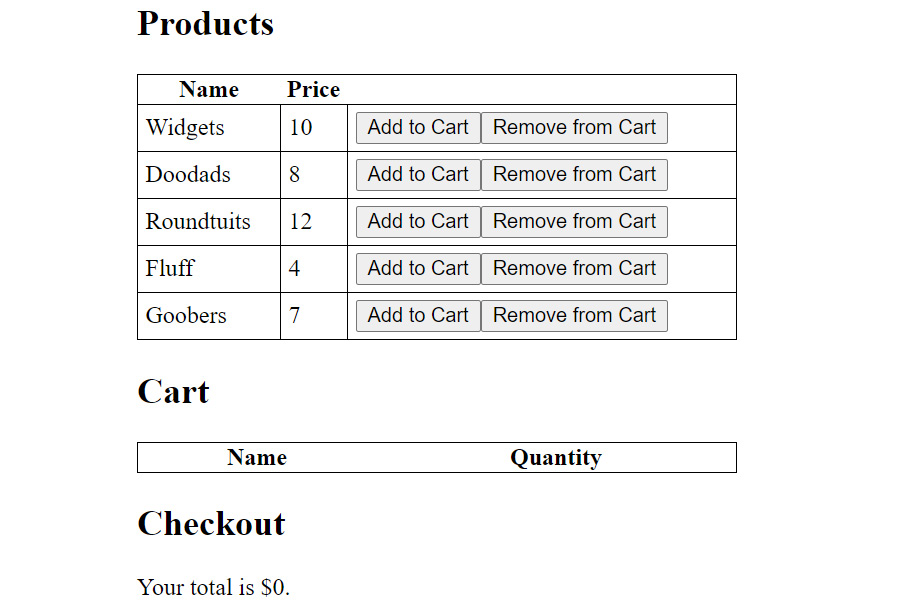 Products
Name Price
Widgets 10 Add to Cart Remove from Cart
Doodads 8 Add to Cart Remove from Cart
Roundtuits 12 Add to Cart Remove from Cart
Fluff 4 Add to Cart Remove from Cart
Goobers 7 Add to Cart Remove from Cart
Cart
Name Quantity
Checkout
Your total is $0.